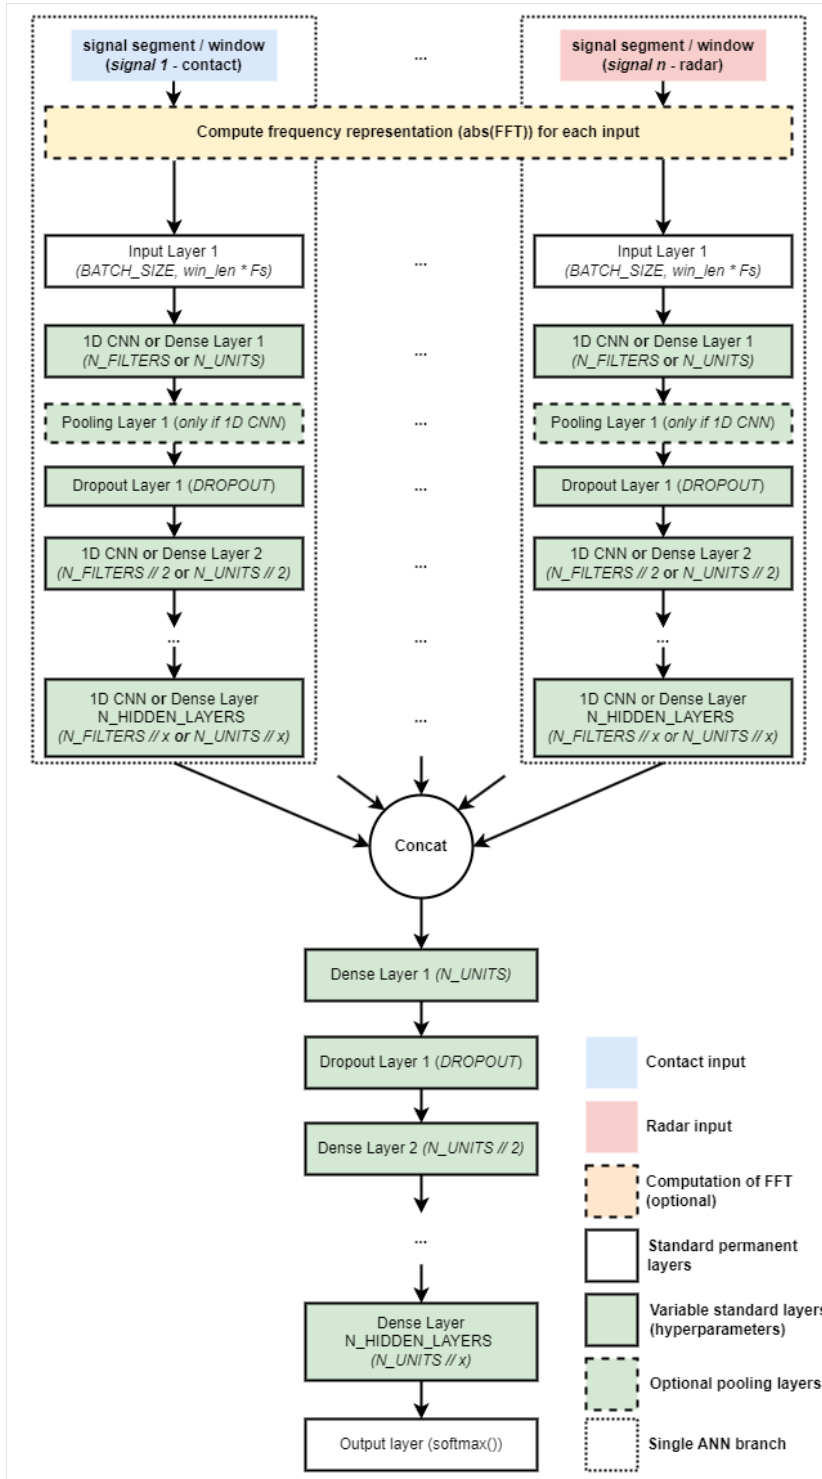 signal segment / window
(signal 1 - contact)
...
signal segment / window
(signal n - radar)
Compute frequency representation (abs(FFT)) for each input
Input Layer 1
(BATCH_SIZE, win_len * Fs)
...
Input Layer 1
(BATCH_SIZE, win_len * Fs)
1D CNN or Dense Layer 1
(N_FILTERS or N_UNITS)
...
1D CNN or Dense Layer 1
(N_FILTERS or N_UNITS)
Pooling Layer 1 (only if 1D CNN)
...
Pooling Layer 1 (only if 1D CNN)
Dropout Layer 1 (DROPOUT)
...
Dropout Layer 1 (DROPOUT)
1D CNN or Dense Layer 2
(N_FILTERS // 2 or N_UNITS // 2)
...
1D CNN or Dense Layer 2
(N_FILTERS // 2 or N_UNITS // 2)
...
...
...
1D CNN or Dense Layer
N_HIDDEN_LAYERS
(N_FILTERS // x or N_UNITS // x)
...
1D CNN or Dense Layer
N_HIDDEN_LAYERS
(N_FILTERS // x or N_UNITS // x)
Concat
Dense Layer 1 (N_UNITS)
Dropout Layer 1 (DROPOUT)
Dense Layer 2 (N_UNITS // 2)
...
Dense Layer
N_HIDDEN_LAYERS
(N_UNITS // x)
Output layer (softmax())
Contact input
Radar input
Computation of FFT
(optional)
Standard permanent
layers
Variable standard layers
(hyperparameters)
Optional pooling layers
Single ANN branch